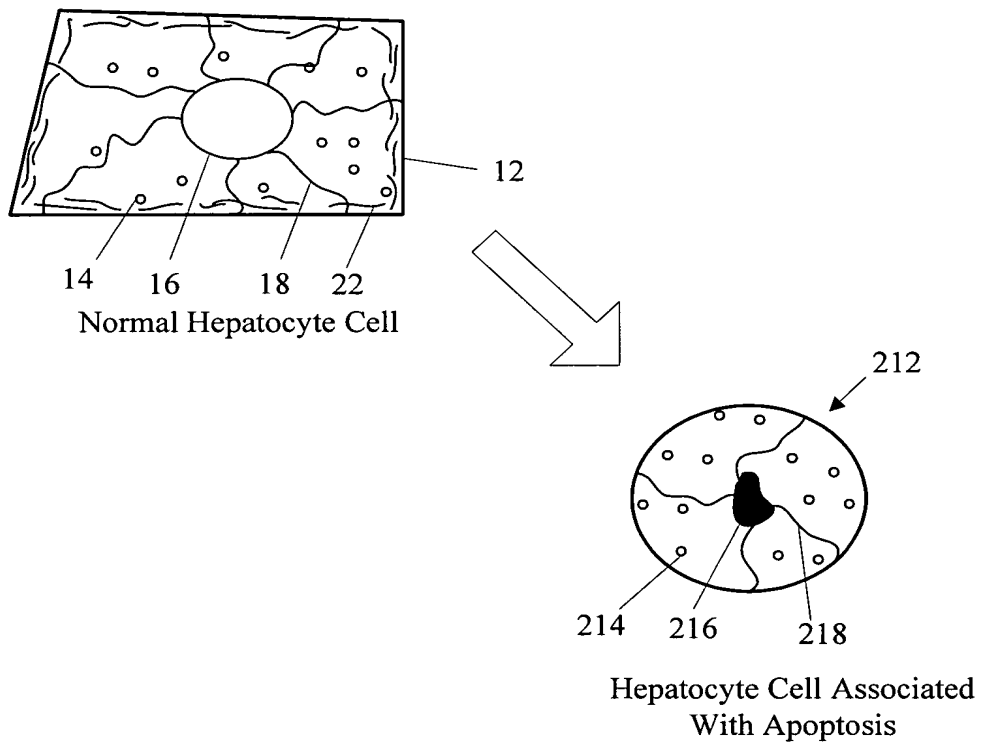 12
14 16 18 22
Normal Hepatocyte Cell
212
214 216 218
Hepatocyte Cell Associated
With Apoptosis